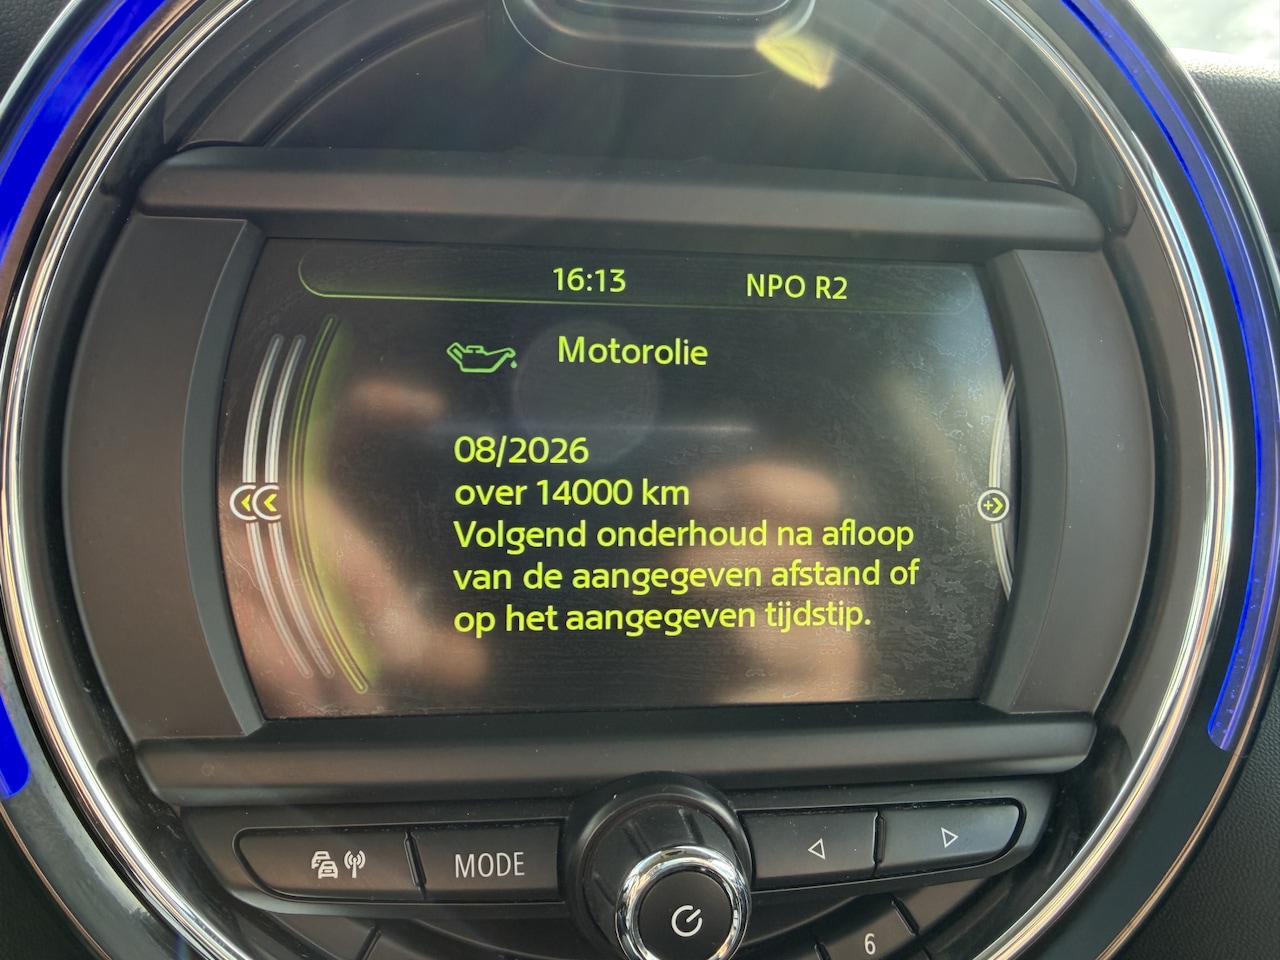 16:13 NPO R2
Motorolie
08/2026
over 14000 km
Volgend onderhoud na afloop
van de aangegeven afstand of
op het aangegeven tijdstip.
MODE
6